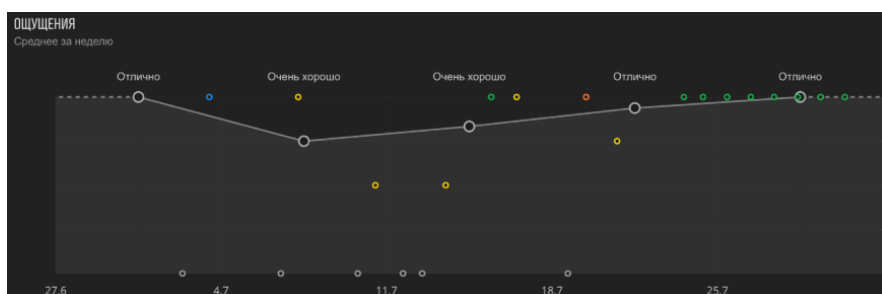 ОЩУЩЕНИЯ
Среднее за неделю
Отлично Очень хорошо Очень хорошо Отлично Отлично
27.6 4.7 11.7 18.7 25.7